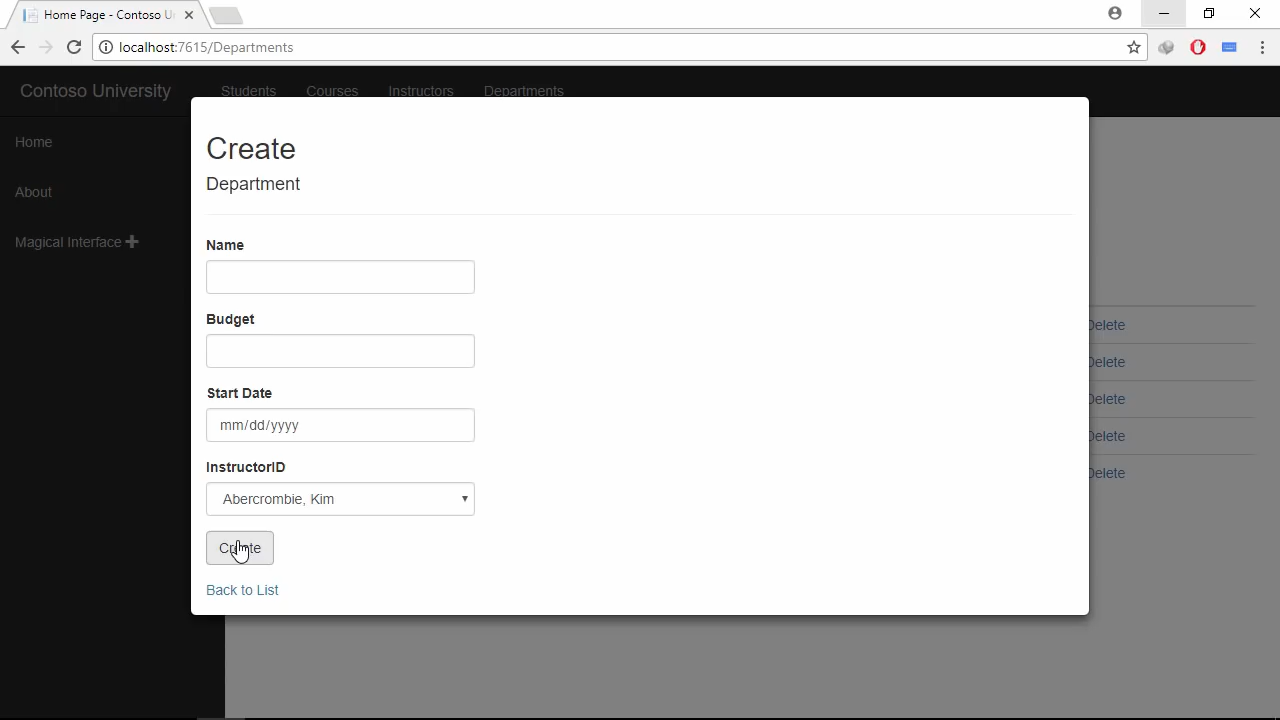 Home Page - Contoso U
localhost:7615/Departments
Contoso University Students Courses Instructors Departments
Home
About
Magical Interface
Create
Department
Name
Budget
Start Date
mm/dd/yyyy
InstructorID
Abercrombie, Kim
Create
Back to List
Delete
Delete
Delete
Delete
Delete